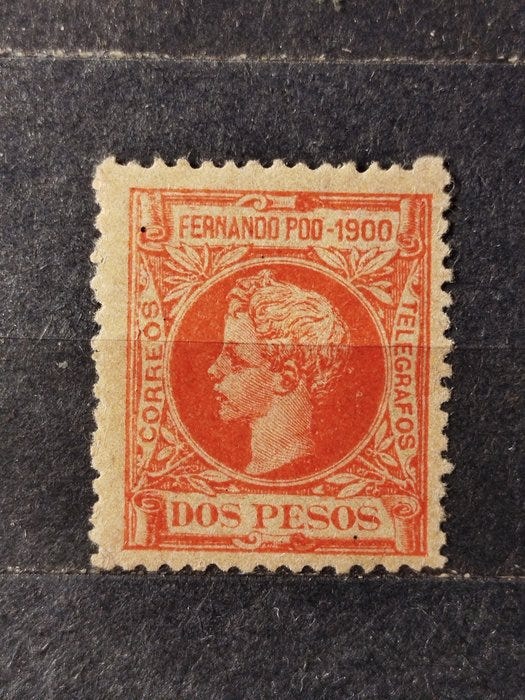 FERNANDO POO-1900
CORREOS
TELEGRAFOS
DOS PESOS